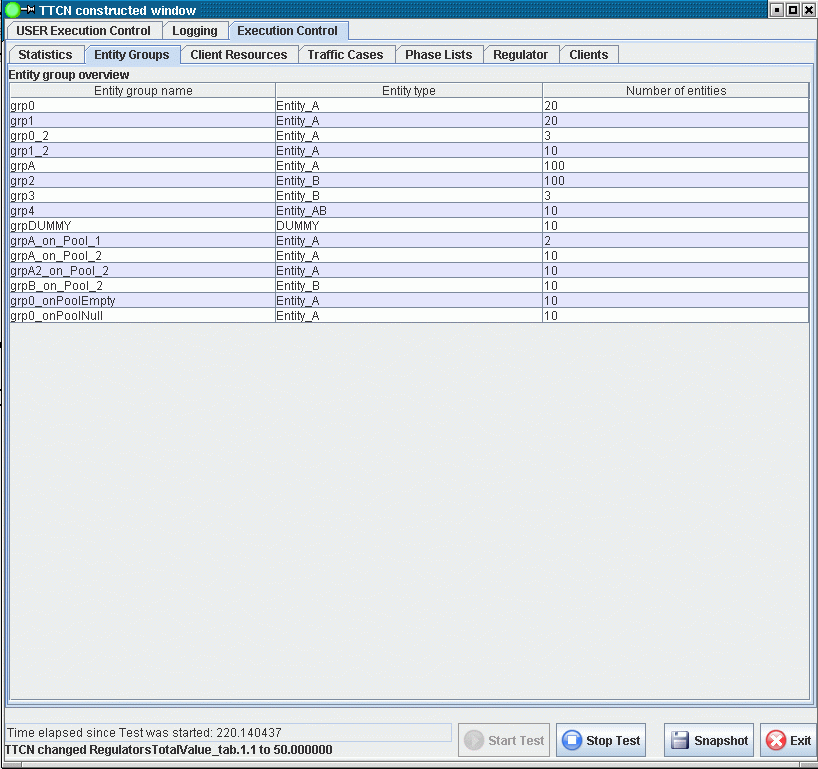 TTCN constructed window
USER Execution Control Logging Execution Control
Statistics Entity Groups Client Resources Traffic Cases Phase Lists Regulator Clients
Entity group overview
Entity group name Entity type Number of entities
grp0 Entity_A 20
grp1 Entity_A 20
grp0_2 Entity_A 3
grp1_2 Entity_A 10
grpA Entity_A 100
grp2 Entity_B 100
grp3 Entity_B 3
grp4 Entity_AB 10
grpDUMMY DUMMY 10
grpA_on_Pool_1 Entity_A 2
grpA_on_Pool_2 Entity_A 10
grpA2_on_Pool_2 Entity_A 10
grpB_on_Pool_2 Entity_B 10
grp0_onPoolEmpty Entity_A 10
grp0_onPoolNull Entity_A 10
Time elapsed since Test was started: 220.140437
TTCN changed RegulatorsTotalValue_tab.1.1 to 50.000000
Start Test Stop Test Snapshot Exit